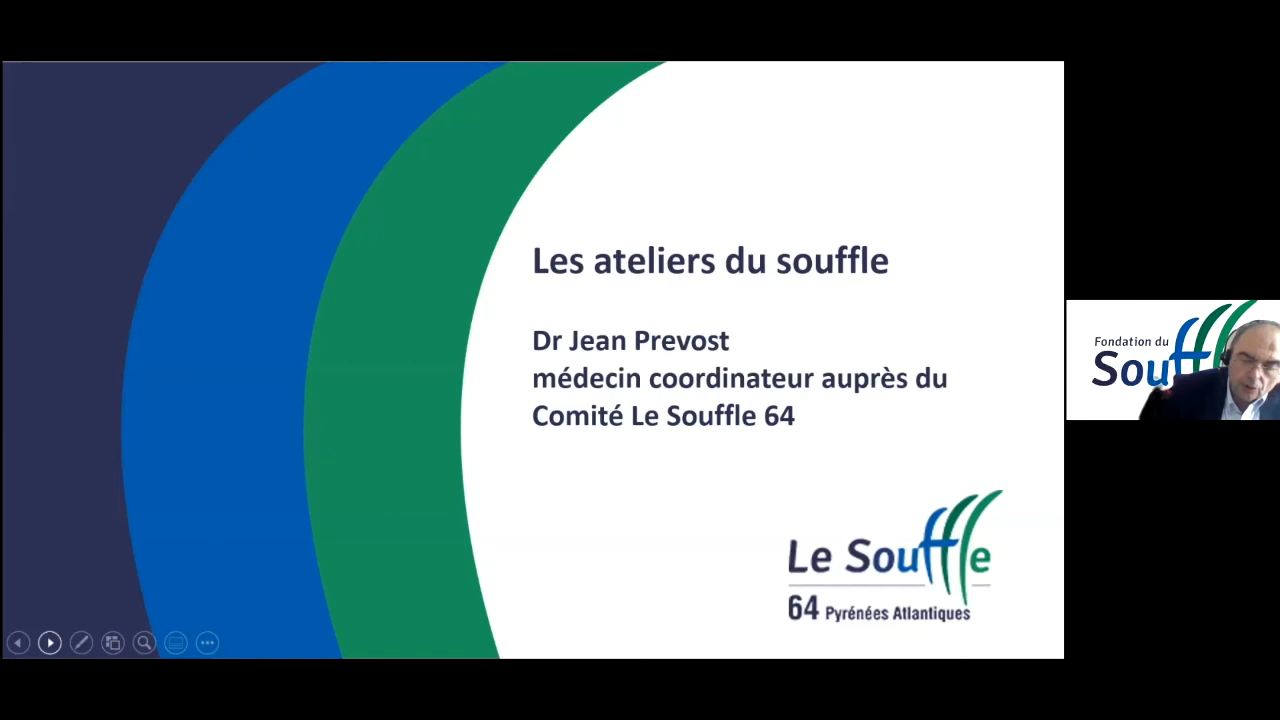 Les ateliers du souffle
Dr Jean Prevost
médecin coordinateur auprès du
Comité Le Souffle 64
Le Souffle
64 Pyrénées Atlantiques
Fondation du
Souff